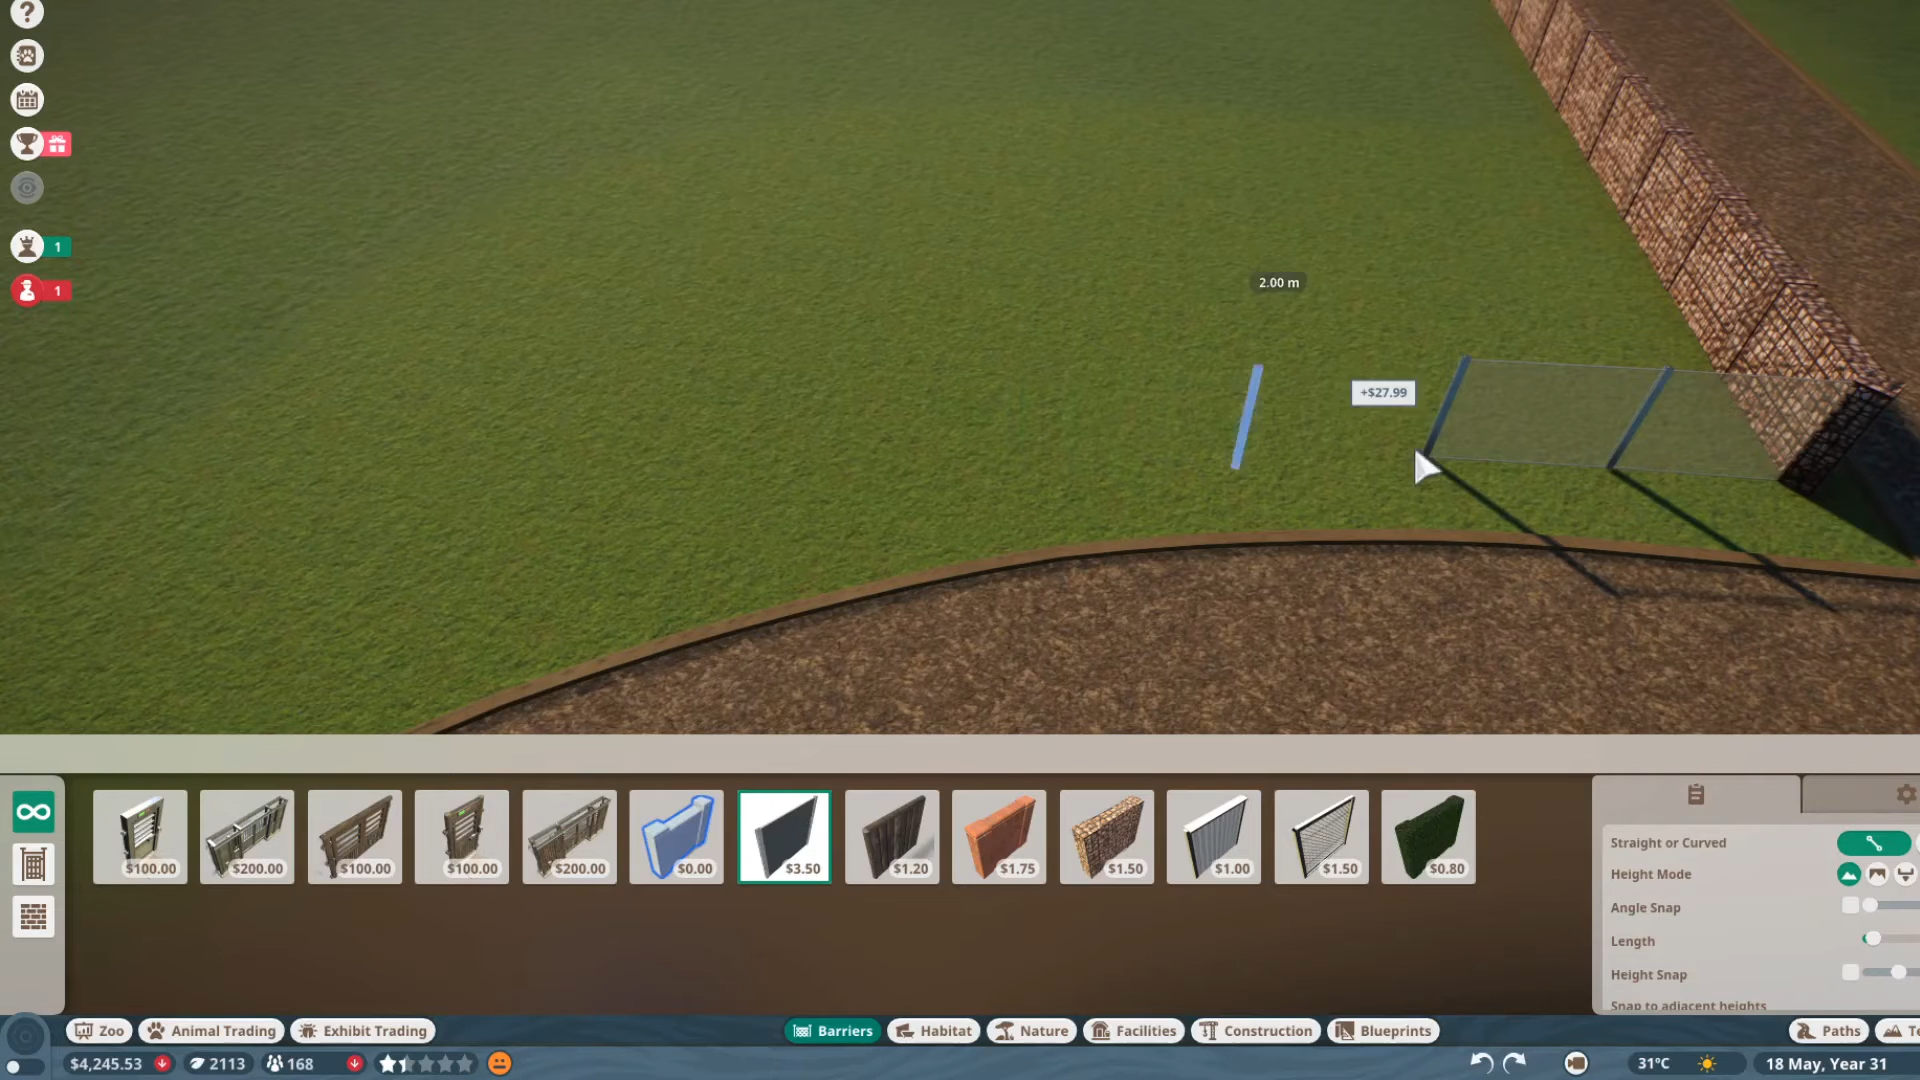 ?
1
1
2.00 m
+$27.99
$100.00 $200.00 $100.00 $100.00 $200.00 $0.00 $3.50 $1.20 $1.75 $1.50 $1.00 $1.50 $0.80
Straight or Curved
Height Mode
Angle Snap
Length
Height Snap
Snap to adjacent heights
Zoo Animal Trading Exhibit Trading Barriers Habitat Nature Facilities Construction Blueprints Paths
$4,245.53 2113 168 31°C 18 May, Year 31